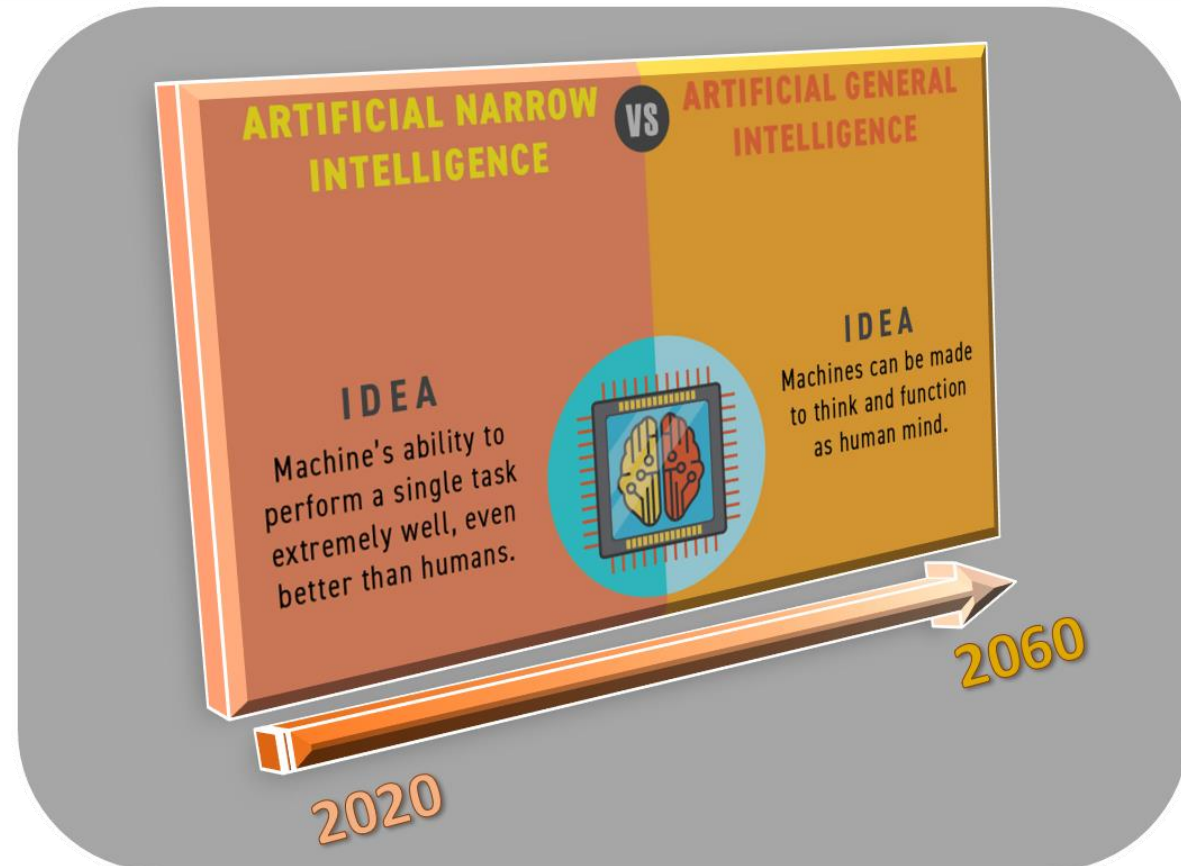 ARTIFICIAL NARROW
INTELLIGENCE
VS
ARTIFICIAL GENERAL
INTELLIGENCE
IDEA
Machine's ability to
perform a single task
extremely well, even
better than humans.
IDEA
Machines can be made
to think and function
as human mind.
2020
2060